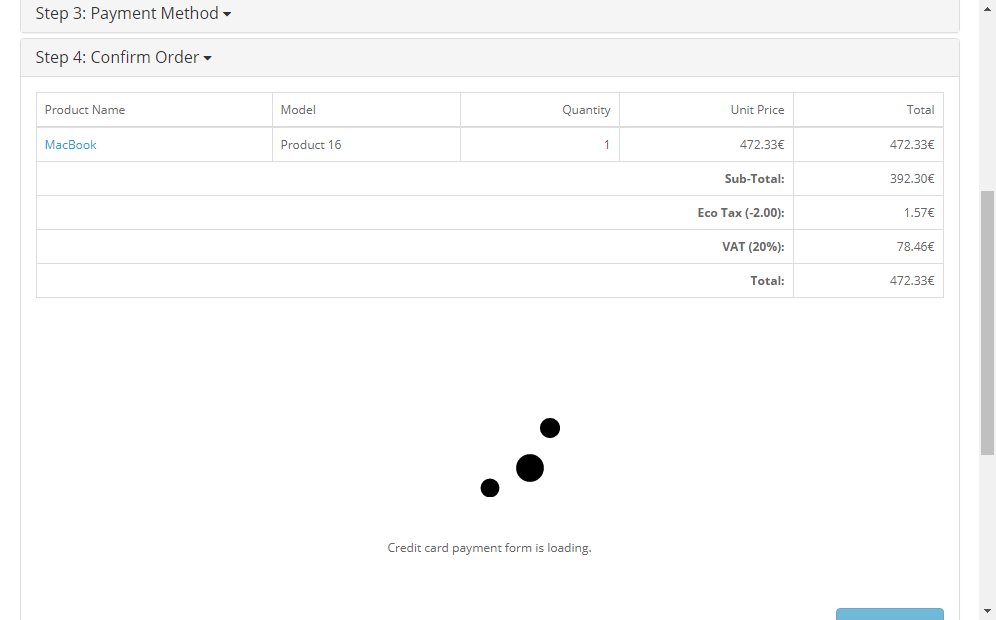 Step 3: Payment Method
Step 4: Confirm Order
Product Name Model Quantity Unit Price Total
MacBook Product 16 1 472.33€ 472.33€
Sub-Total: 392.30€
Eco Tax (-2.00): 1.57€
VAT (20%): 78.46€
Total: 472.33€
Credit card payment form is loading.